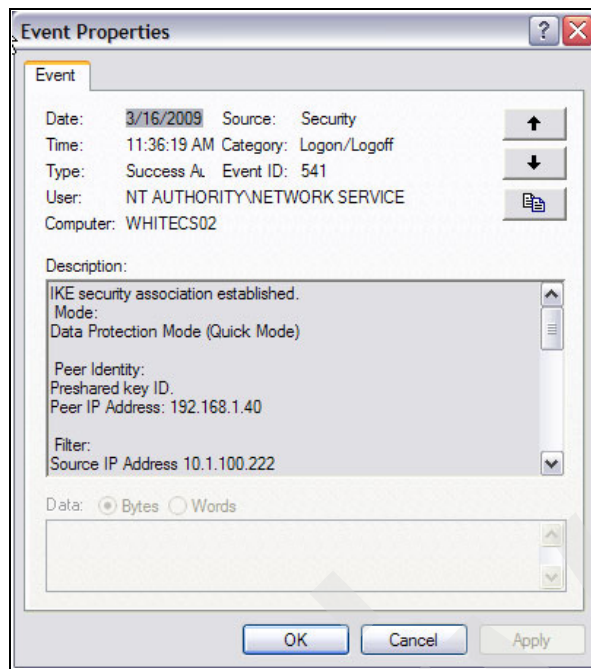 Event Properties
Event
Date: 3/16/2009 Source: Security
Time: 11:36:19 AM Category: Logon/Logoff
Type: Success A Event ID: 541
User: NT AUTHORITY\NETWORK SERVICE
Computer: WHITECS02
Description:
IKE security association established.
Mode:
Data Protection Mode (Quick Mode)
Peer Identity:
Preshared key ID.
Peer IP Address: 192.168.1.40
Filter:
Source IP Address 10.1.100.222
Data: Bytes Words
OK Cancel Apply